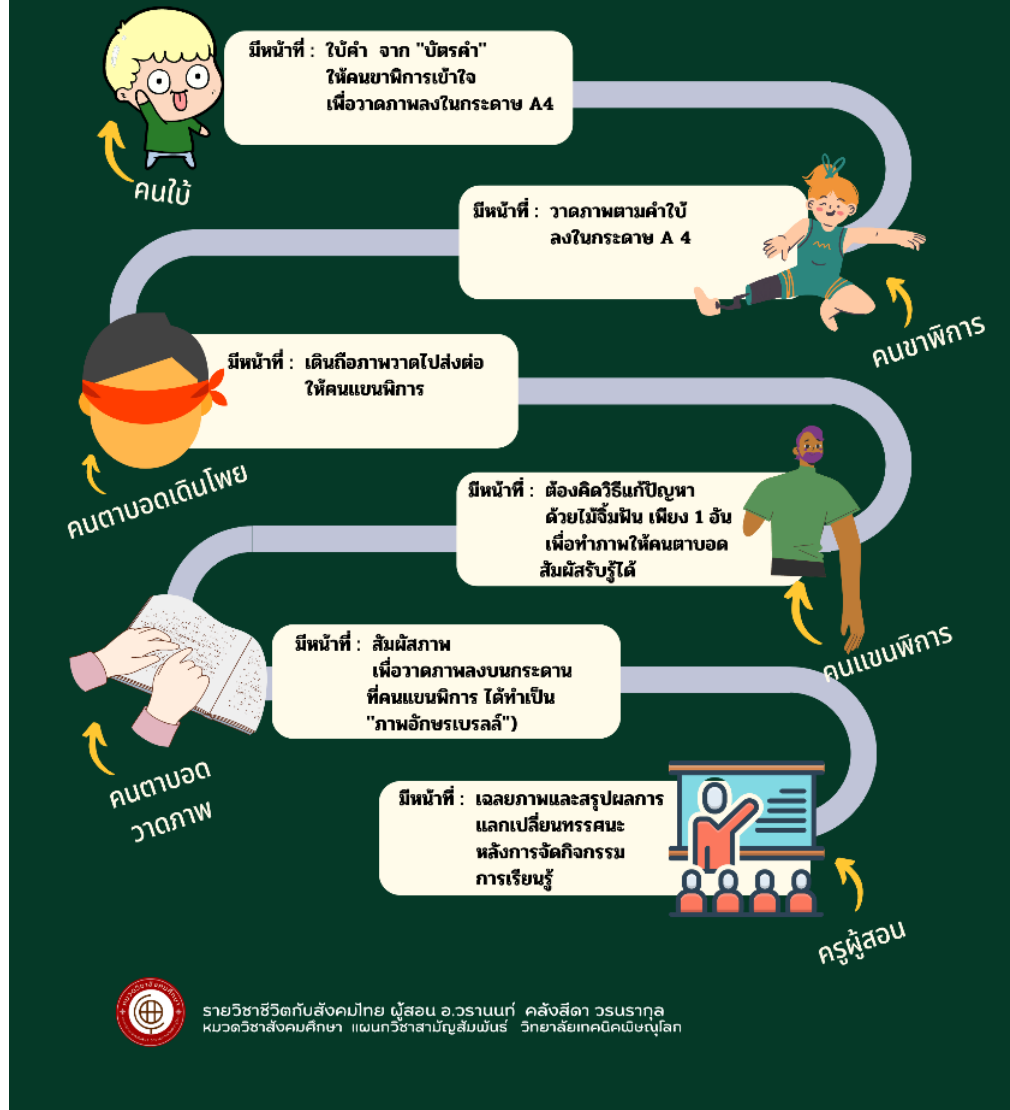 มีหน้าที่ : ใบ้คำ จาก "บัตรคำ"
ให้คนขาพิการเข้าใจ
เพื่อวาดภาพลงในกระดาษ A4
คนใบ้
มีหน้าที่ : วาดภาพตามคำใบ้
ลงในกระดาษ A 4
คนขาพิการ
มีหน้าที่ : เดินถือภาพวาดไปส่งต่อ
ให้คนแขนพิการ
คนตาบอดเดินโพย
มีหน้าที่ : ต้องคิดวิธีแก้ปัญหา
ด้วยไม้จิ้มฟัน เพียง 1 อัน
เพื่อทำภาพให้คนตาบอด
สัมผัสรับรู้ได้
คนแขนพิการ
มีหน้าที่ : สัมผัสภาพ
เพื่อวาดภาพลงบนกระดาน
ที่คนแขนพิการ ได้ทำเป็น
"ภาพอักษรเบรลล์")
คนตาบอด
วาดภาพ
มีหน้าที่ : เฉลยภาพและสรุปผลการ
แลกเปลี่ยนทรรศนะ
หลังการจัดกิจกรรม
การเรียนรู้
ครูผู้สอน
รายวิชาชีวิตกับสังคมไทย ผู้สอน อ.วรานนท์ คลังสีดา วรนรากุล
หมวดวิชาสังคมศึกษา แผนกวิชาสามัญสัมพันธ์ วิทยาลัยเทคนิคพิษณุโลก